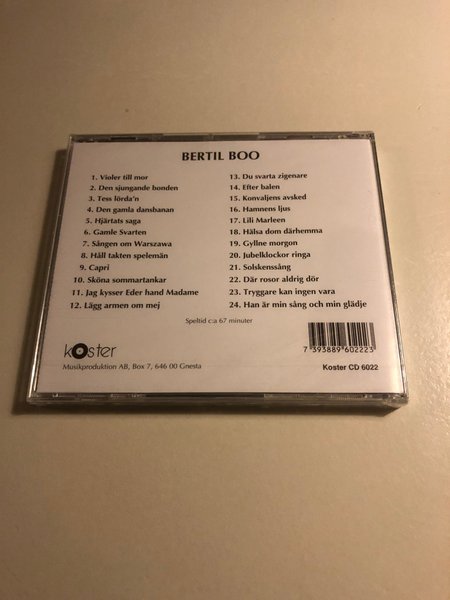 BERTIL BOO
1. Violer till mor
2. Den sjungande bonden
3. Tess lörda'n
4. Den gamla dansbanan
5. Hjärtats saga
6. Gamle Svarten
7. Sången om Warszawa
8. Håll takten spelemän
9. Capri
10. Sköna sommartankar
11. Jag kysser Eder hand Madame
12. Lägg armen om mej
13. Du svarta zigenare
14. Efter balen
15. Konvaljens avsked
16. Hamnens ljus
17. Lili Marleen
18. Hälsa dom därhemma
19. Gyllne morgon
20. Jubelklockor ringa
21. Solskenssång
22. Där rosor aldrig dör
23. Tryggare kan ingen vara
24. Han är min sång och min glädje
Speltid c:a 67 minuter
koster
Musikproduktion AB, Box 7, 646 00 Gnesta
7 393889 602223
Koster CD 6022